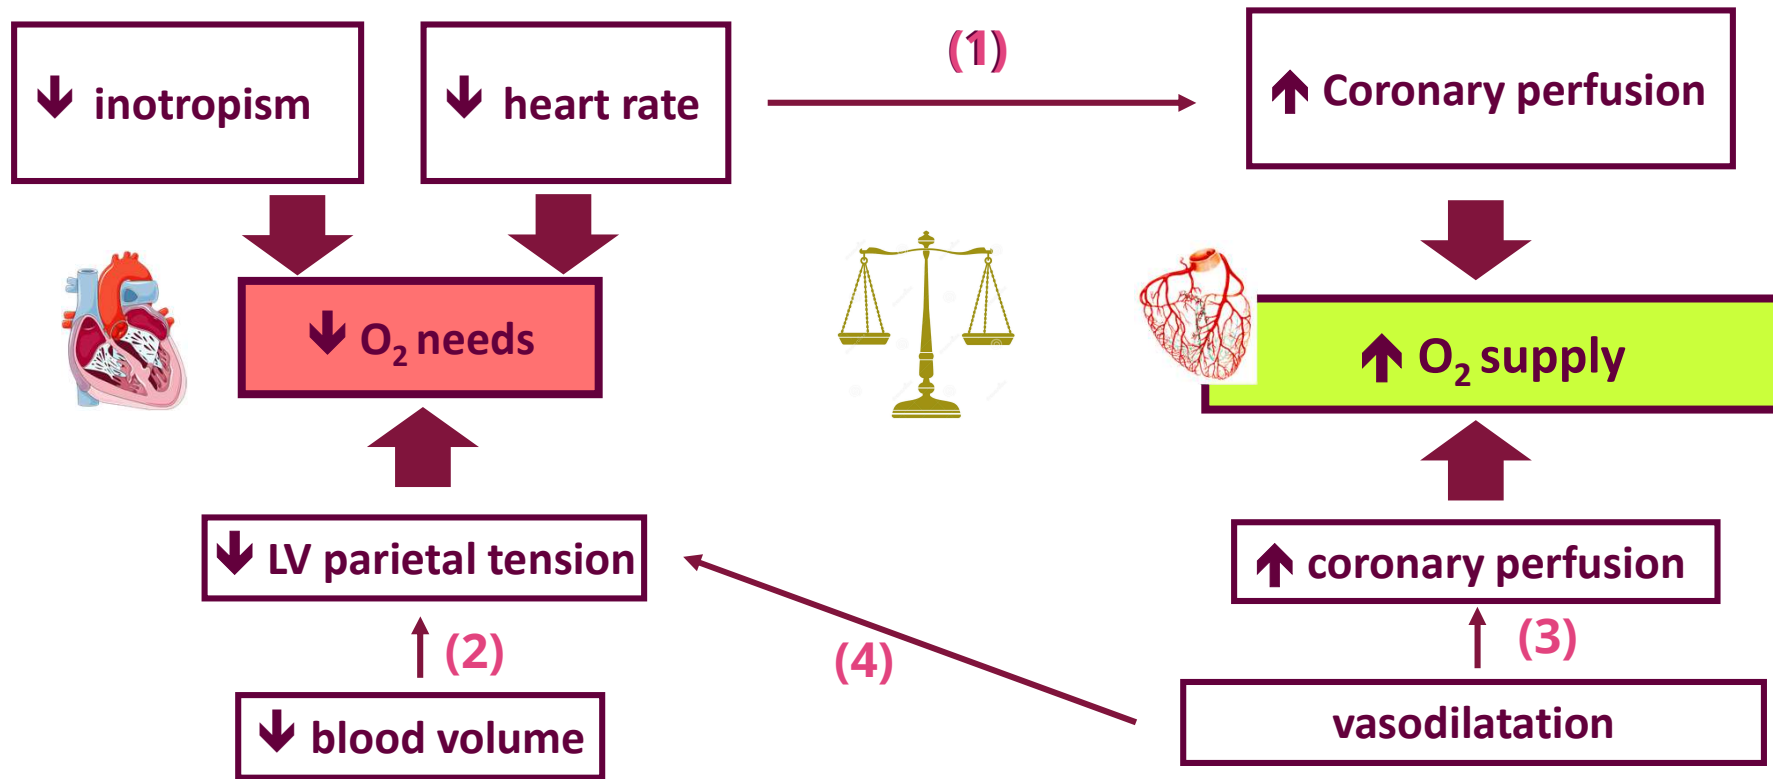 ↓ inotropism
↓ heart rate
(1)
↑ Coronary perfusion
↓ O₂ needs
↑ O₂ supply
↓ LV parietal tension
↑ coronary perfusion
(2)
(4)
(3)
↓ blood volume
vasodilatation